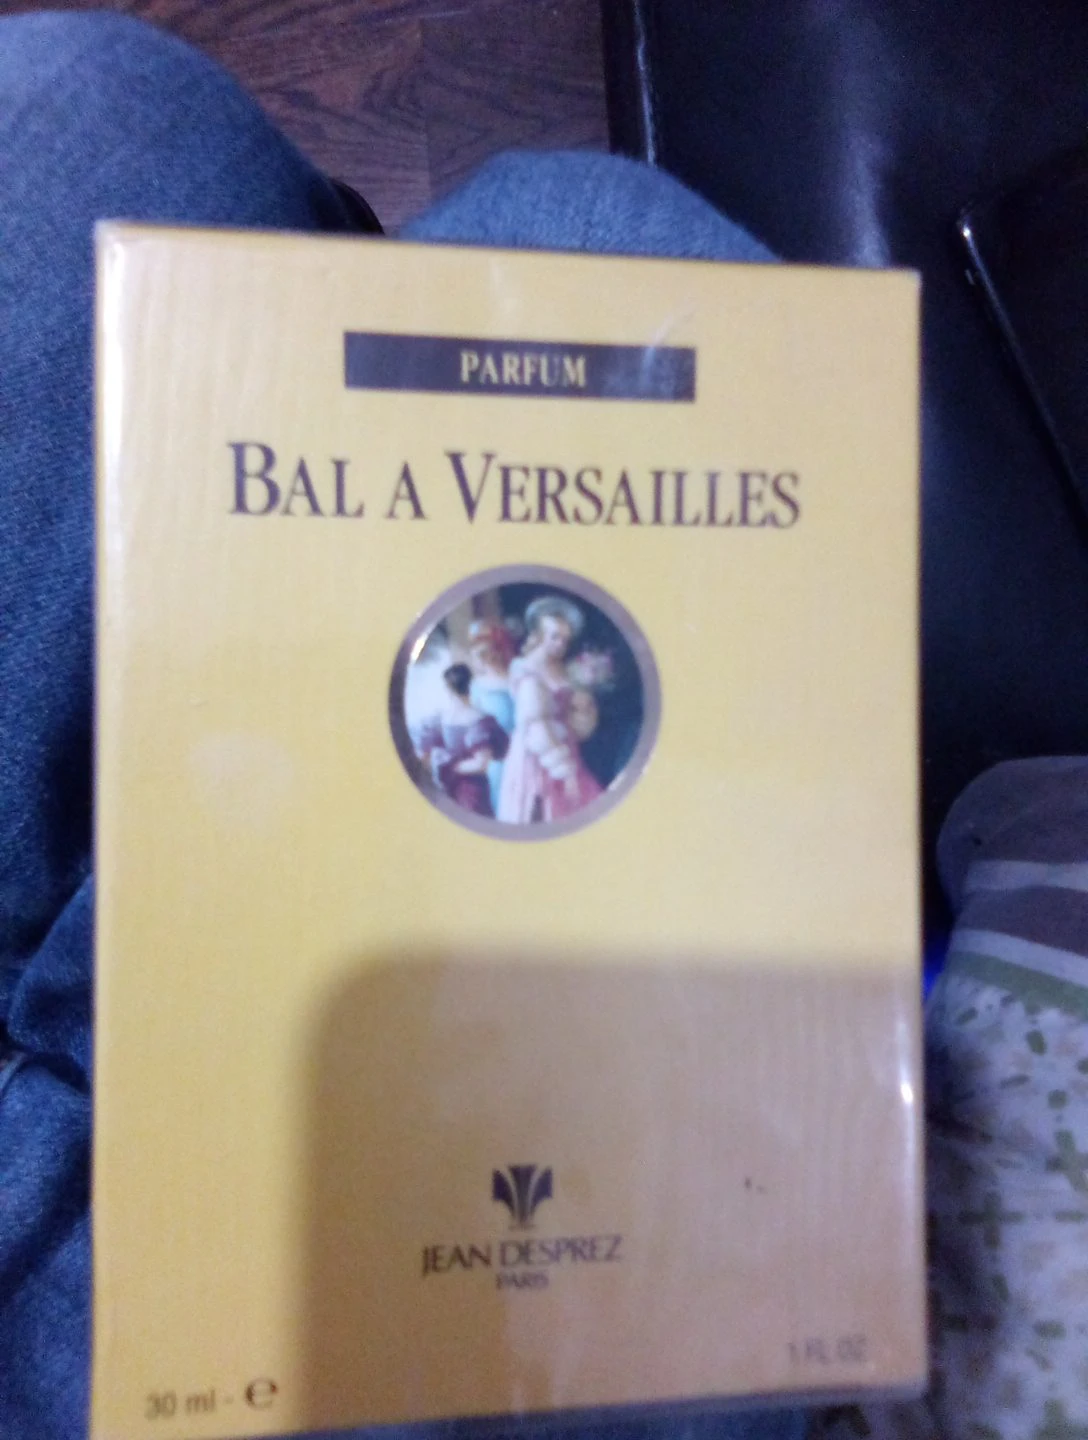 PARFUM
BAL A VERSAILLES
JEAN DESPREZ
PARIS
1 FL OZ
30 ml - ℮